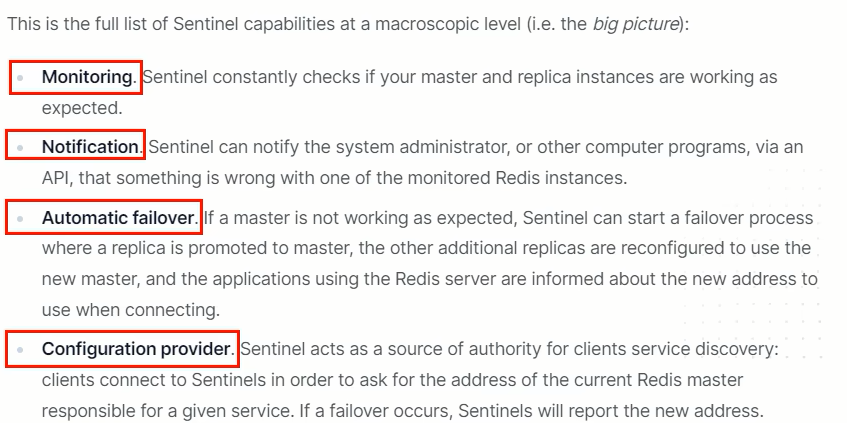 This is the full list of Sentinel capabilities at a macroscopic level (i.e. the big picture):
Monitoring. Sentinel constantly checks if your master and replica instances are working as
expected.
Notification. Sentinel can notify the system administrator, or other computer programs, via an
API, that something is wrong with one of the monitored Redis instances.
Automatic failover. If a master is not working as expected, Sentinel can start a failover process
where a replica is promoted to master, the other additional replicas are reconfigured to use the
new master, and the applications using the Redis server are informed about the new address to
use when connecting.
Configuration provider. Sentinel acts as a source of authority for clients service discovery:
clients connect to Sentinels in order to ask for the address of the current Redis master
responsible for a given service. If a failover occurs, Sentinels will report the new address.